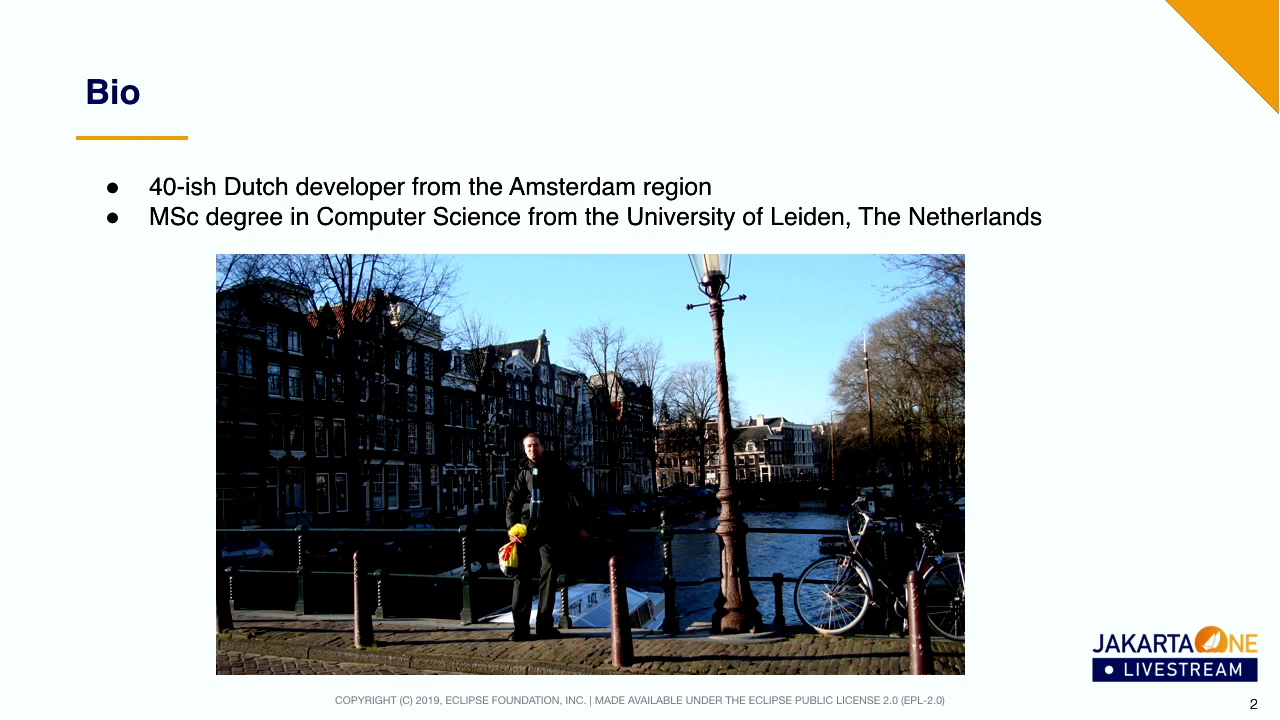 Bio
● 40-ish Dutch developer from the Amsterdam region
● MSc degree in Computer Science from the University of Leiden, The Netherlands
JAKARTA ONE
LIVESTREAM
COPYRIGHT (C) 2019, ECLIPSE FOUNDATION, INC. | MADE AVAILABLE UNDER THE ECLIPSE PUBLIC LICENSE 2.0 (EPL-2.0)
2